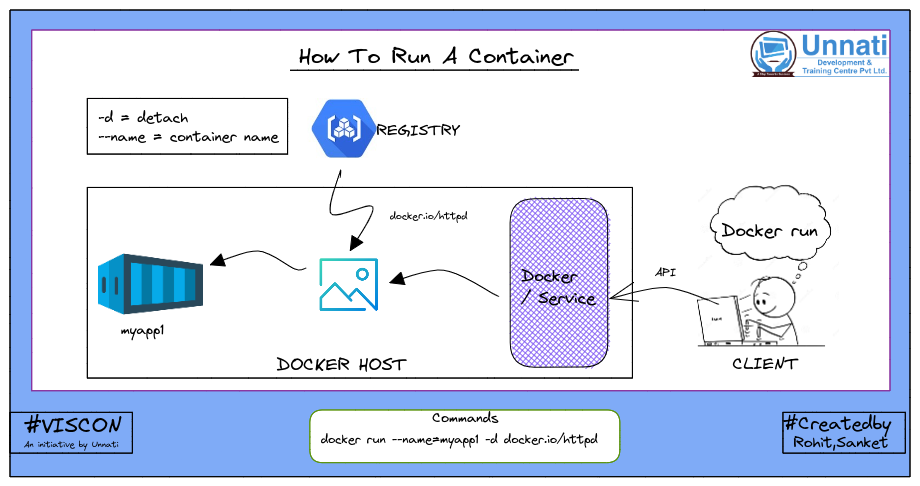 How To Run A Container
Unnati
Development &
Training Centre Pvt Ltd.
-d = detach
--name = container name
REGISTRY
docker.io/httpd
Docker run
Docker
/ Service
API
myapp1
DOCKER HOST
CLIENT
#VISCON
An initiative by Unnati
Commands
docker run --name=myapp1 -d docker.io/httpd
#Createdby
Rohit,Sanket